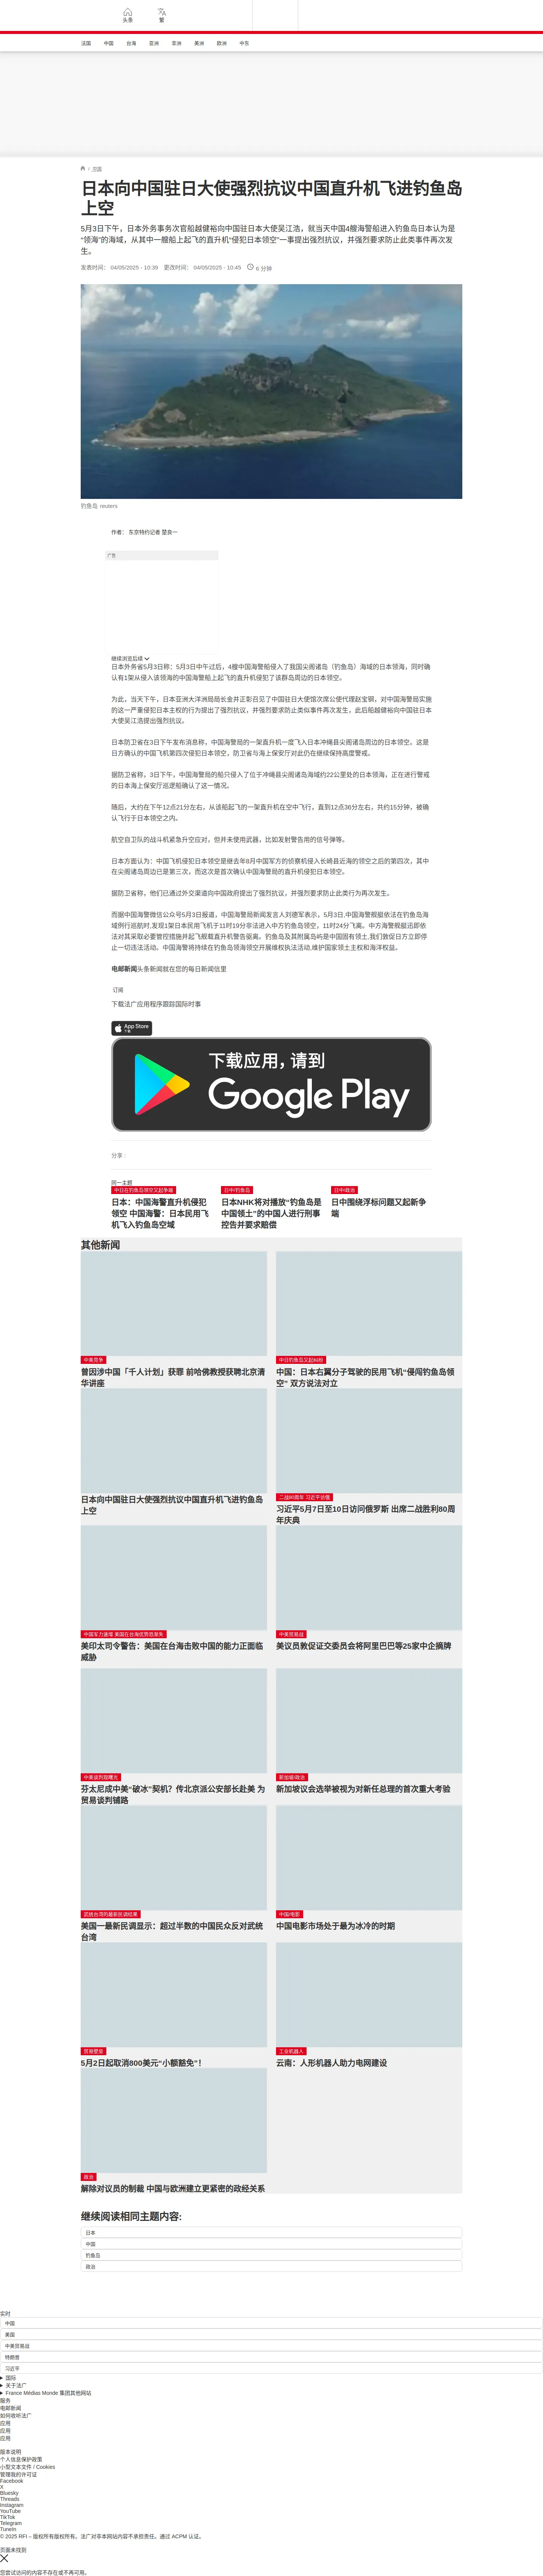 头条
繁
法国
中国
台海
亚洲
非洲
美洲
欧洲
中东
/ 中国
日本向中国驻日大使强烈抗议中国直升机飞进钓鱼岛
上空
5月3日下午，日本外务事务次官船越健裕向中国驻日本大使吴江浩，就当天中国4艘海警船进入钓鱼岛日本认为是
“领海”的海域，从其中一艘船上起飞的直升机“侵犯日本领空”一事提出强烈抗议，并强烈要求防止此类事件再次发
生。
发表时间： 04/05/2025 - 10:39 更改时间： 04/05/2025 - 10:45
6 分钟
钓鱼岛 reuters
作者： 东京特约记者 楚良一
广告
继续浏览后续
日本外务省5月3日称：5月3日中午过后，4艘中国海警船侵入了我国尖阁诸岛（钓鱼岛）海域的日本领海，同时确
认有1架从侵入该领海的中国海警船上起飞的直升机侵犯了该群岛周边的日本领空。
为此，当天下午，日本亚洲大洋洲局局长金井正彰召见了中国驻日大使馆次席公使代理赵宝钢，对中国海警局实施
的这一严重侵犯日本主权的行为提出了强烈抗议，并强烈要求防止类似事件再次发生，此后船越健裕向中国驻日本
大使吴江浩提出强烈抗议。
日本防卫省在3日下午发布消息称，中国海警局的一架直升机一度飞入日本冲绳县尖阁诸岛周边的日本领空。这是
日方确认的中国飞机第四次侵犯日本领空，防卫省与海上保安厅对此仍在继续保持高度警戒。
据防卫省称，3日下午，中国海警局的船只侵入了位于冲绳县尖阁诸岛海域约22公里处的日本领海，正在进行警戒
的日本海上保安厅巡逻船确认了这一情况。
随后，大约在下午12点21分左右，从该船起飞的一架直升机在空中飞行，直到12点36分左右，共约15分钟，被确
认飞行于日本领空之内。
航空自卫队的战斗机紧急升空应对，但并未使用武器，比如发射警告用的信号弹等。
日本方面认为：中国飞机侵犯日本领空是继去年8月中国军方的侦察机侵入长崎县近海的领空之后的第四次，其中
在尖阁诸岛周边已是第三次，而这次是首次确认中国海警局的直升机侵犯日本领空。
据防卫省称，他们已通过外交渠道向中国政府提出了强烈抗议，并强烈要求防止此类行为再次发生。
而据中国海警微信公众号5月3日报道，中国海警局新闻发言人刘德军表示，5月3日,中国海警舰艇依法在钓鱼岛海
域例行巡航时,发现1架日本民用飞机于11时19分非法进入中方钓鱼岛领空，11时24分飞离。中方海警舰艇迅即依
法对其采取必要管控措施并起飞舰载直升机警告驱离。钓鱼岛及其附属岛屿是中国固有领土,我们敦促日方立即停
止一切违法活动。中国海警将持续在钓鱼岛领海领空开展维权执法活动,维护国家领土主权和海洋权益。
电邮新闻头条新闻就在您的每日新闻信里
订阅
下载法广应用程序跟踪国际时事
App Store
下载
下载应用，请到
Google Play
分享 :
同一主题
中日在钓鱼岛领空又起争端
日本：中国海警直升机侵犯
领空 中国海警：日本民用飞
机飞入钓鱼岛空域
日中/钓鱼岛
日本NHK将对播放“钓鱼岛是
中国领土”的中国人进行刑事
控告并要求赔偿
日中/政治
日中围绕浮标问题又起新争
端
其他新闻
中美竞争
曾因涉中国「千人计划」获罪 前哈佛教授获聘北京清
华讲座
中日钓鱼岛又起纠纷
中国：日本右翼分子驾驶的民用飞机“侵闯钓鱼岛领
空” 双方说法对立
日本向中国驻日大使强烈抗议中国直升机飞进钓鱼岛
上空
二战80周年 习近平访俄
习近平5月7日至10日访问俄罗斯 出席二战胜利80周
年庆典
中国军力速增 美国在台海优势恐渐失
美印太司令警告：美国在台海击败中国的能力正面临
威胁
中美贸易战
美议员敦促证交委员会将阿里巴巴等25家中企摘牌
中美谈判现曙光
芬太尼成中美“破冰”契机？传北京派公安部长赴美 为
贸易谈判铺路
新加坡/政治
新加坡议会选举被视为对新任总理的首次重大考验
武统台湾的最新民调结果
美国一最新民调显示：超过半数的中国民众反对武统
台湾
中国/电影
中国电影市场处于最为冰冷的时期
贸易壁垒
5月2日起取消800美元“小额豁免”！
工业机器人
云南：人形机器人助力电网建设
政治
解除对议员的制裁 中国与欧洲建立更紧密的政经关系
继续阅读相同主题内容:
日本
中国
钓鱼岛
政治
实时
中国
美国
中美贸易战
特朗普
习近平
国际
关于法广
France Médias Monde 集团其他网站
服务
电邮新闻
如何收听法广
应用
应用
应用
版本说明
个人信息保护政策
小型文本文件 / Cookies
管理我的许可证
Facebook
X
Bluesky
Threads
Instagram
YouTube
TikTok
Telegram
TuneIn
© 2025 RFI – 版权所有版权所有。法广对非本网站内容不承担责任。通过 ACPM 认证。
页面未找到
您尝试访问的内容不存在或不再可用。